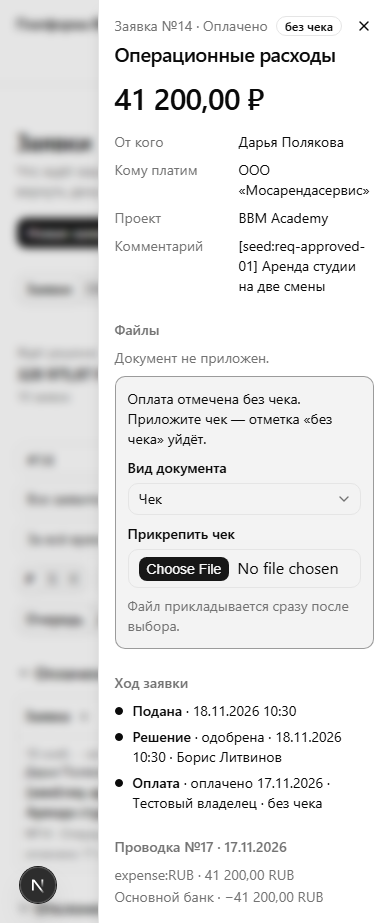 Заявка №14 · Оплачено без чека
Операционные расходы
41 200,00 ₽
От кого Дарья Полякова
Кому платим ООО
«Мосарендасервис»
Проект BBM Academy
Комментарий [seed:req-approved-
01] Аренда студии
на две смены
Файлы
Документ не приложен.
Оплата отмечена без чека.
Приложите чек — отметка «без
чека» уйдёт.
Вид документа
Чек
Прикрепить чек
Choose File No file chosen
Файл прикладывается сразу после
выбора.
Ход заявки
Подана · 18.11.2026 10:30
Решение · одобрена · 18.11.2026
10:30 · Борис Литвинов
Оплата · оплачено 17.11.2026 ·
Тестовый владелец · без чека
Проводка №17 · 17.11.2026
expense:RUB · 41 200,00 RUB
Основной банк · −41 200,00 RUB
N